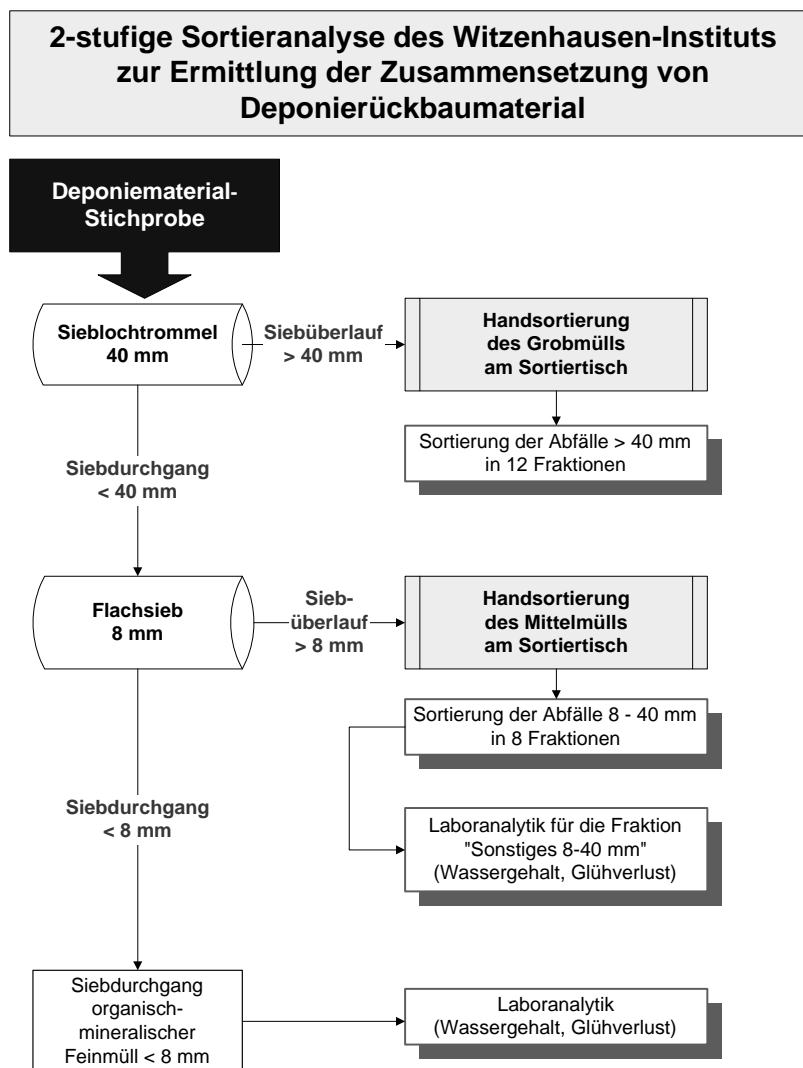 2-stufige Sortieranalyse des Witzenhausen-Instituts
zur Ermittlung der Zusammensetzung von
Deponierückbaumaterial
Deponiematerial-
Stichprobe
Sieblochtrommel
40 mm
Siebüberlauf
> 40 mm
Handsortierung
des Grobmülls
am Sortiertisch
Sortierung der Abfälle > 40 mm
in 12 Fraktionen
Siebdurchgang
< 40 mm
Flachsieb
8 mm
Sieb-
überlauf
> 8 mm
Handsortierung
des Mittelmülls
am Sortiertisch
Sortierung der Abfälle 8 - 40 mm
in 8 Fraktionen
Siebdurchgang
< 8 mm
Laboranalytik für die Fraktion
"Sonstiges 8-40 mm"
(Wassergehalt, Glühverlust)
Siebdurchgang
organisch-
mineralischer
Feinmüll < 8 mm
Laboranalytik
(Wassergehalt, Glühverlust)